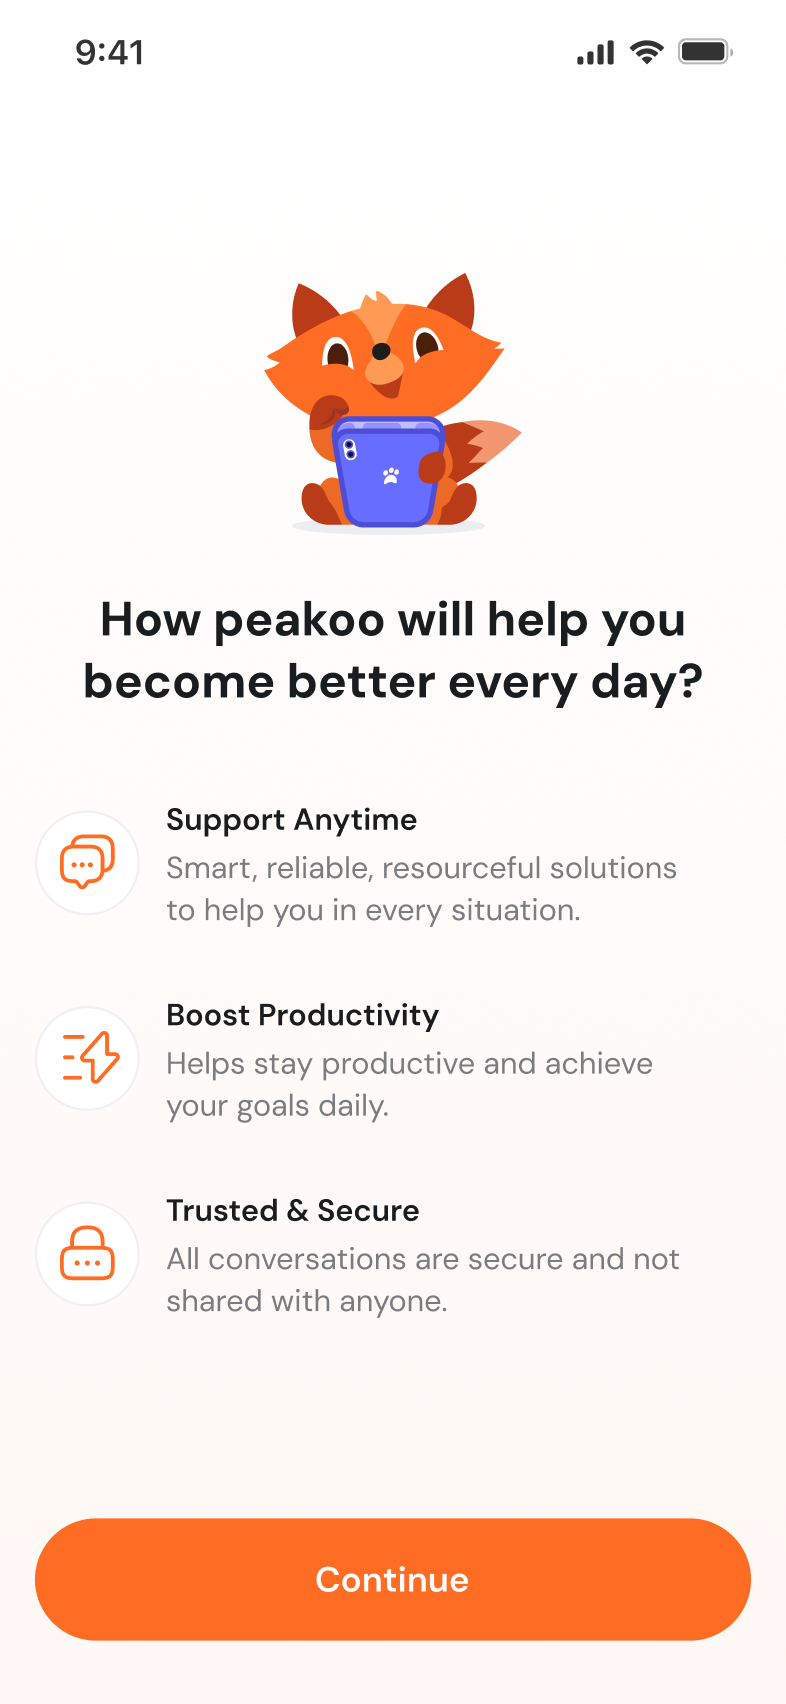 9:41
How peakoo will help you
become better every day?
Support Anytime
Smart, reliable, resourceful solutions
to help you in every situation.
Boost Productivity
Helps stay productive and achieve
your goals daily.
Trusted & Secure
All conversations are secure and not
shared with anyone.
Continue